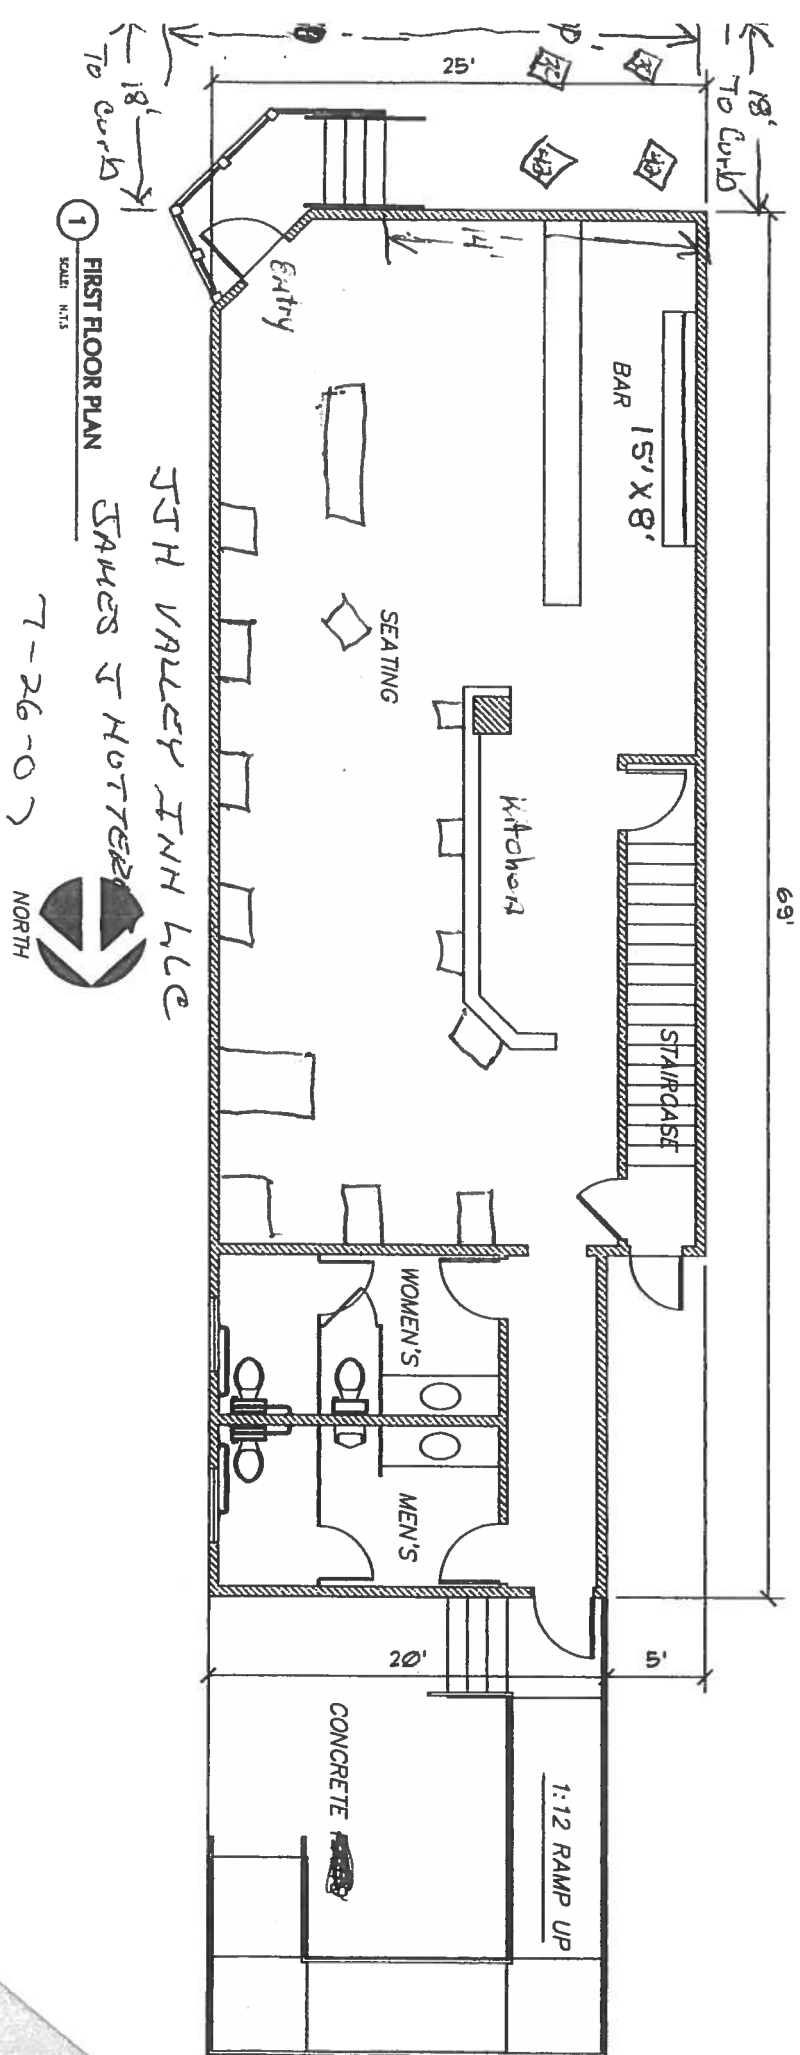 18'
To Curb
18'
To Curb
25'
14'
Entry
BAR
15' X 8'
SEATING
Kitchen
69'
STAIRCASE
WOMEN'S
MEN'S
20'
5'
CONCRETE
1:12 RAMP UP
1
FIRST FLOOR PLAN
SCALE: N.T.S
JJH VALLEY INN LLC
JAMES J HUTTER
7-26-07
NORTH